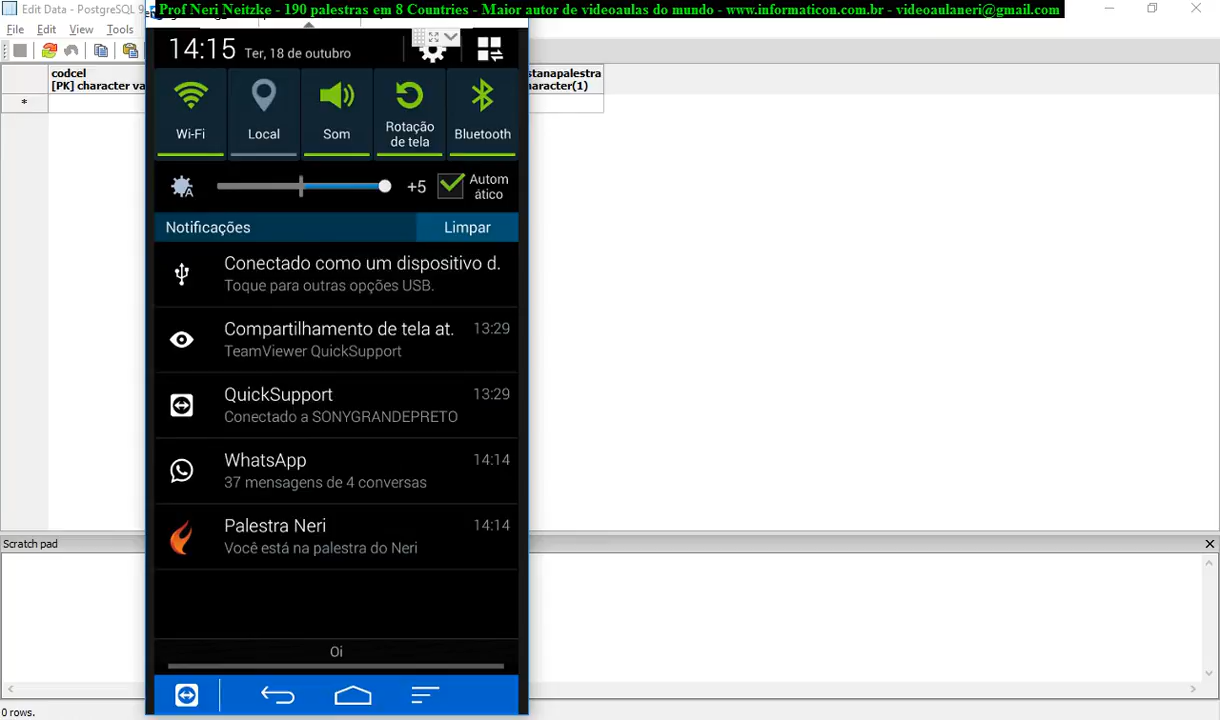 Edit Data - PostgreSQL 9
Prof Neri Neitzke - 190 palestras em 8 Countries - Maior autor de videoaulas do mundo - www.informaticon.com.br - videoaulaneri@gmail.com
File Edit View Tools
14:15 Ter, 18 de outubro
codcel
[PK] character va
stanapalestra
haracter(1)
*
Wi-Fi
Local
Som
Rotação
de tela
Bluetooth
A
+5
Autom
ático
Notificações
Limpar
Conectado como um dispositivo d.
Toque para outras opções USB.
Compartilhamento de tela at. 13:29
TeamViewer QuickSupport
QuickSupport 13:29
Conectado a SONYGRANDEPRETO
WhatsApp 14:14
37 mensagens de 4 conversas
Palestra Neri 14:14
Você está na palestra do Neri
Scratch pad
Oi
0 rows.